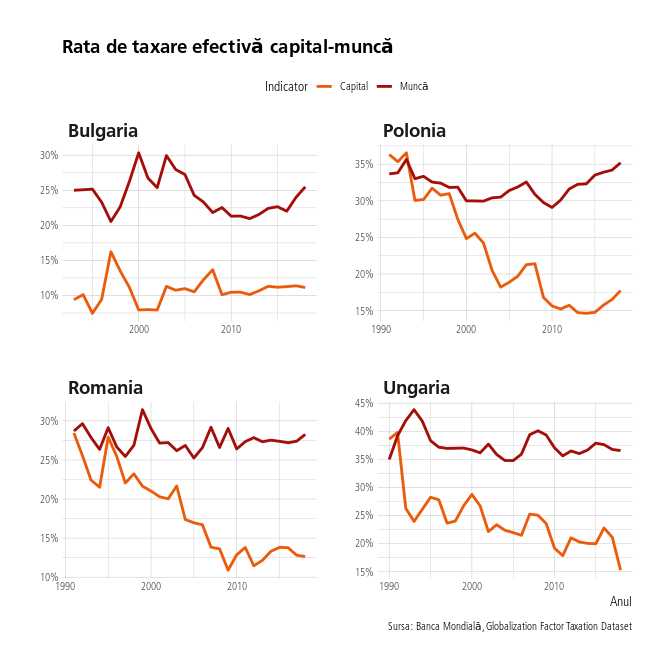 Rata de taxare efectivă capital-muncă
Indicator Capital Muncă
Bulgaria
30%
25%
20%
15%
10%
2000 2010
Polonia
35%
30%
25%
20%
15%
1990 2000 2010
Romania
30%
25%
20%
15%
10%
1990 2000 2010
Ungaria
45%
40%
35%
30%
25%
20%
15%
1990 2000 2010
Anul
Sursa: Banca Mondială, Globalization Factor Taxation Dataset